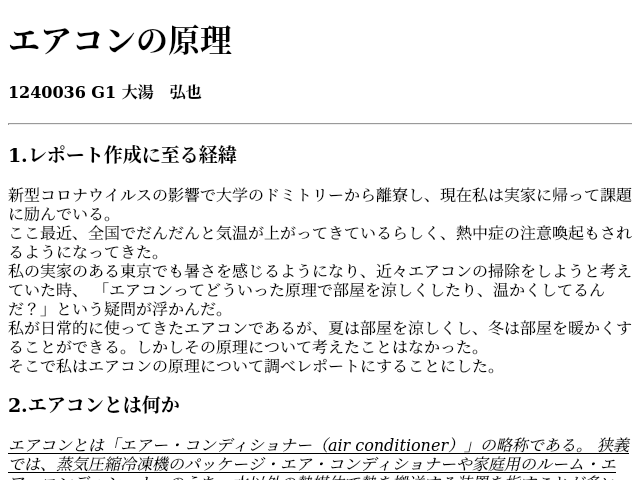 エアコンの原理
1240036 G1 大湯　弘也
1.レポート作成に至る経緯
新型コロナウイルスの影響で大学のドミトリーから離寮し、現在私は実家に帰って課題
に励んでいる。
ここ最近、全国でだんだんと気温が上がってきているらしく、熱中症の注意喚起もされ
るようになってきた。
私の実家のある東京でも暑さを感じるようになり、近々エアコンの掃除をしようと考え
ていた時、 「エアコンってどういった原理で部屋を涼しくしたり、温かくしてるん
だ？」という疑問が浮かんだ。
私が日常的に使ってきたエアコンであるが、夏は部屋を涼しくし、冬は部屋を暖かくす
ることができる。しかしその原理について考えたことはなかった。
そこで私はエアコンの原理について調べレポートにすることにした。
2.エアコンとは何か
エアコンとは「エアー・コンディショナー（air conditioner）」の略称である。 狭義
では、蒸気圧縮冷凍機のパッケージ・エア・コンディショナーや家庭用のルーム・エ